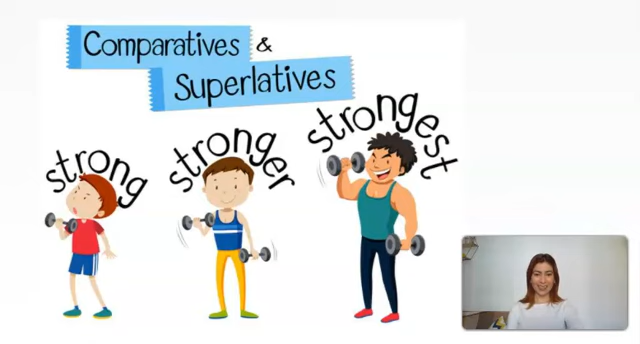 Comparatives &
Superlatives
strong
stronger
strongest